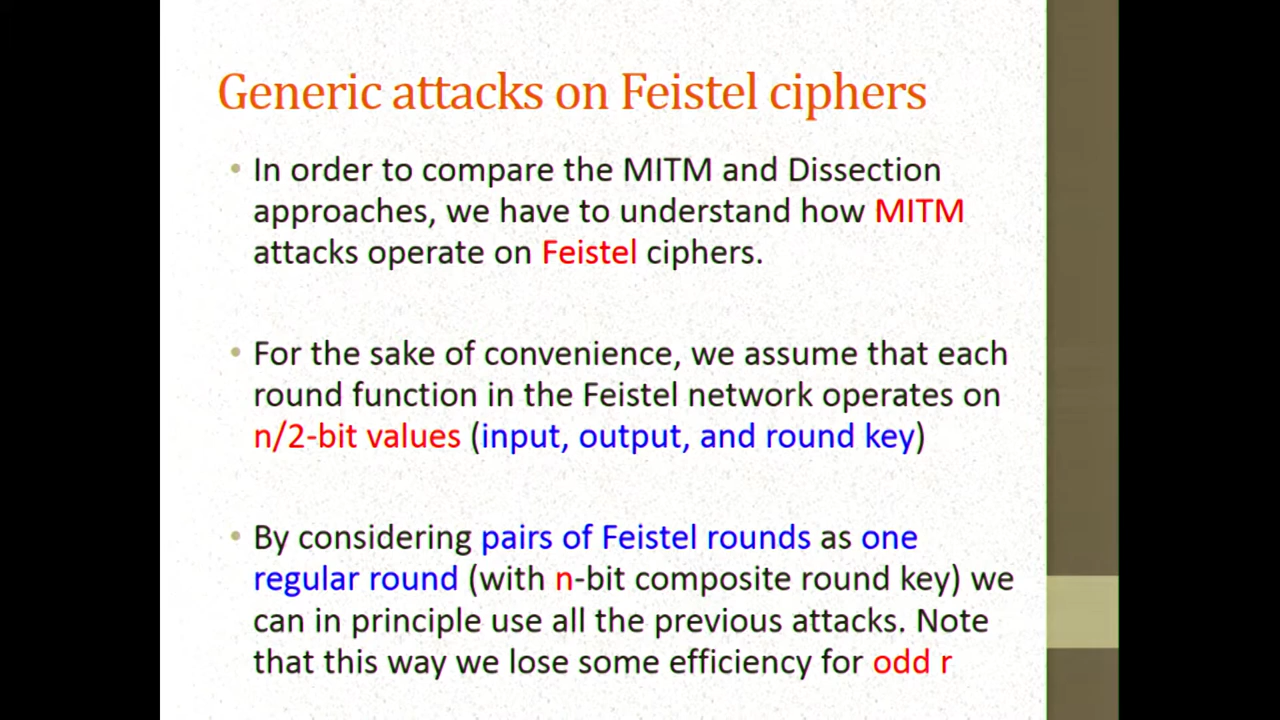 Generic attacks on Feistel ciphers
• In order to compare the MITM and Dissection
approaches, we have to understand how MITM
attacks operate on Feistel ciphers.
• For the sake of convenience, we assume that each
round function in the Feistel network operates on
n/2-bit values (input, output, and round key)
• By considering pairs of Feistel rounds as one
regular round (with n-bit composite round key) we
can in principle use all the previous attacks. Note
that this way we lose some efficiency for odd r